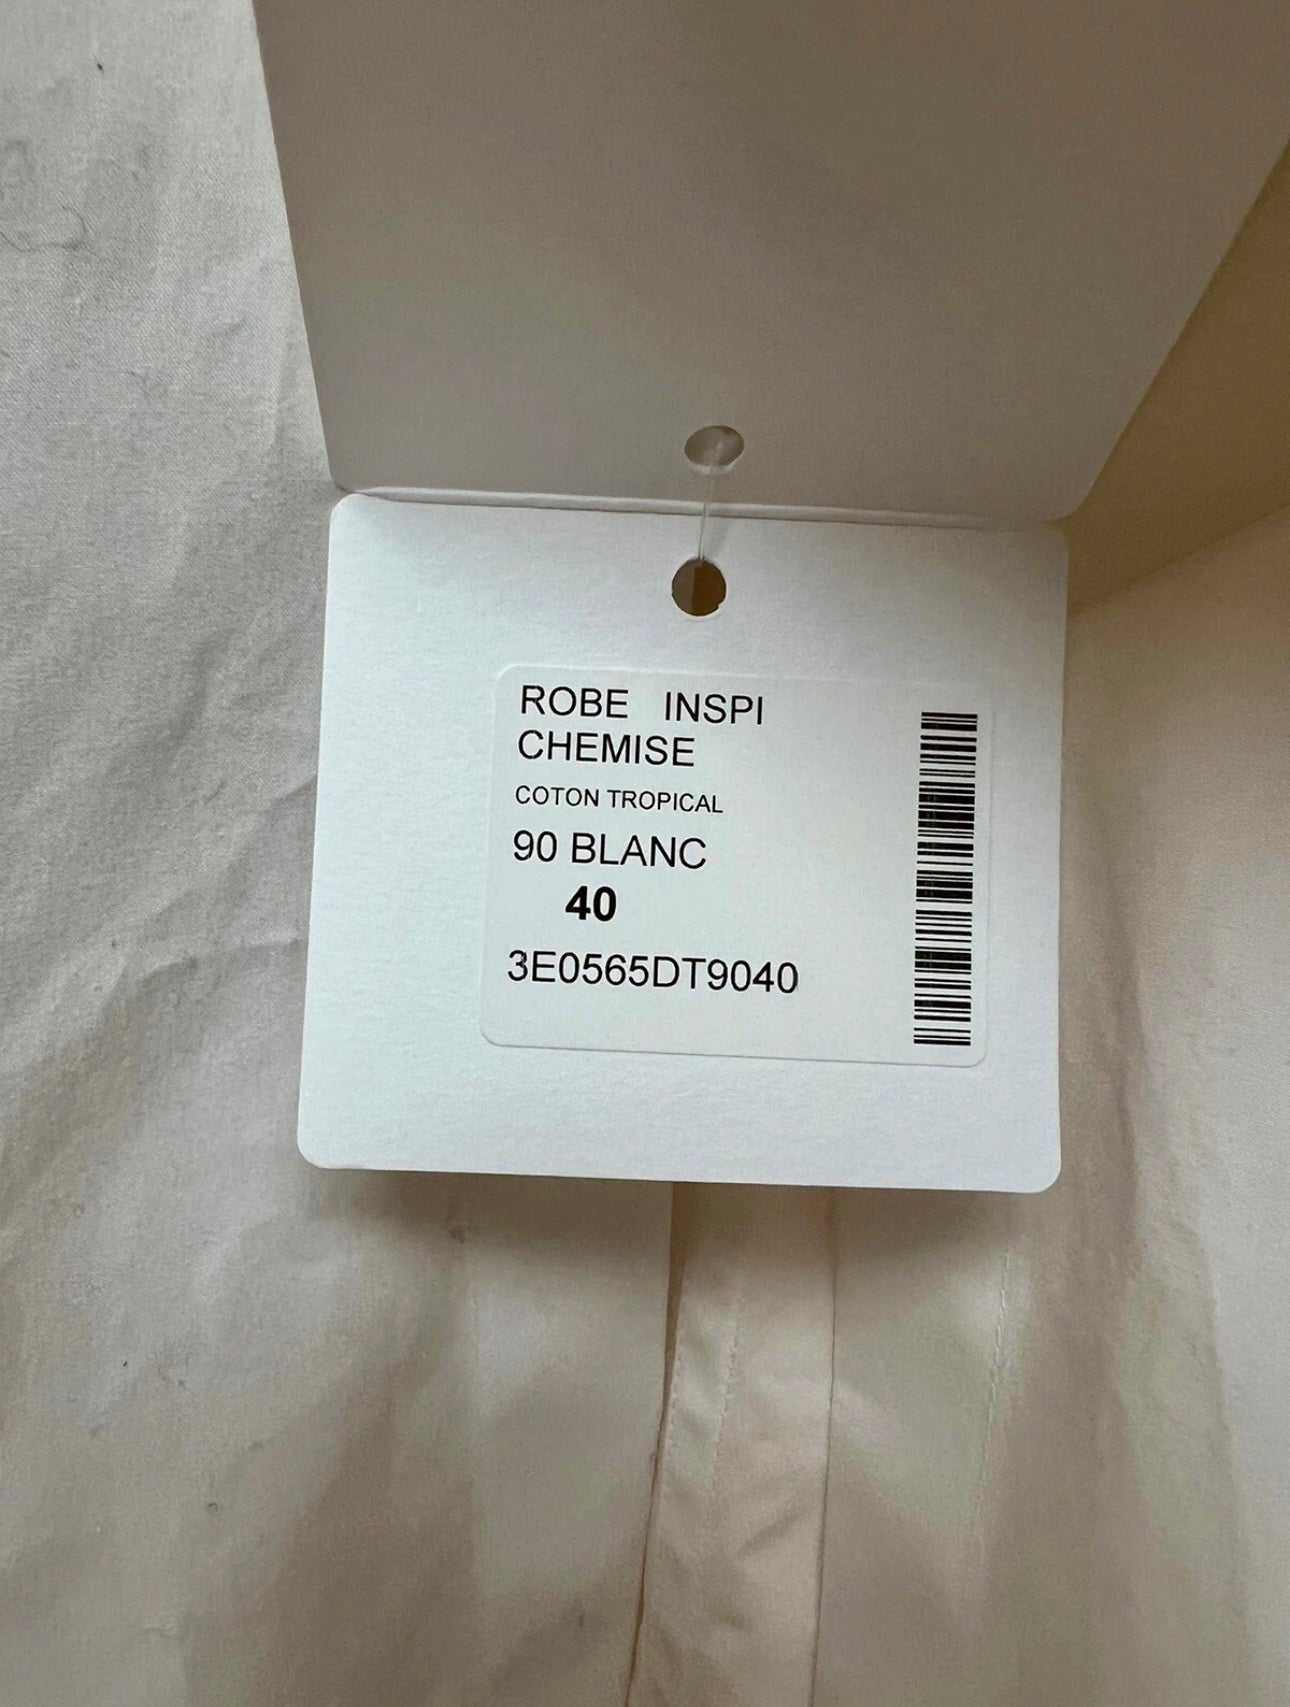 ROBE INSPI
CHEMISE
COTON TROPICAL
90 BLANC
40
3E0565DT9040